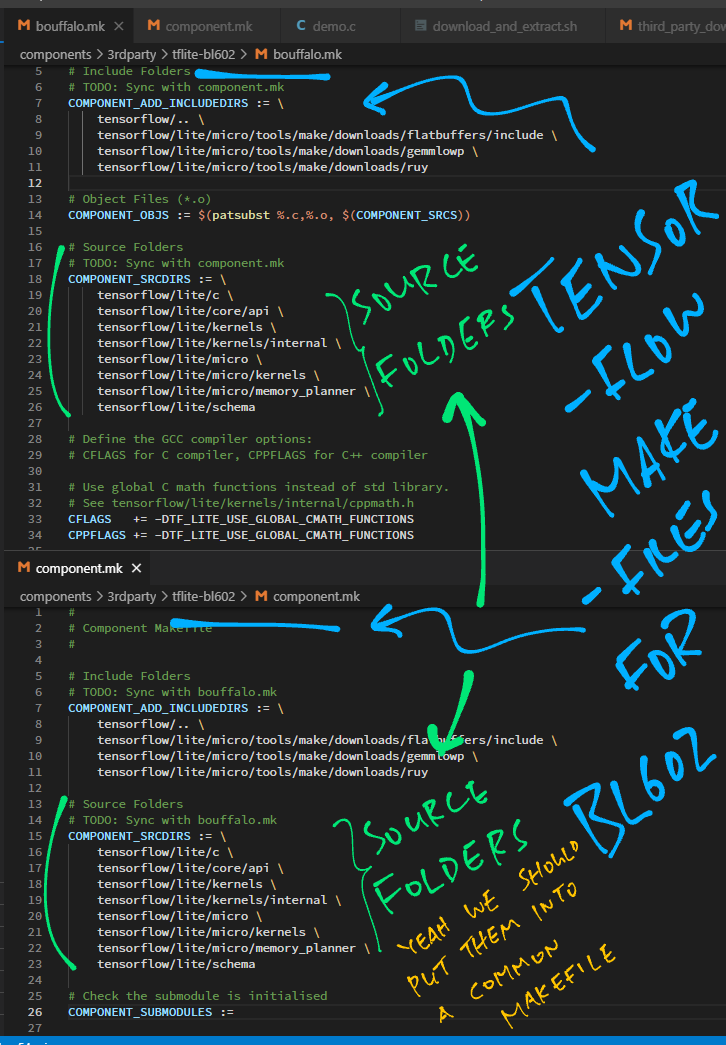 bouffalo.mk
component.mk
demo.c
download_and_extract.sh
third_party_dow
components > 3rdparty > tflite-bl602 > bouffalo.mk
5 # Include Folders
6 # TODO: Sync with component.mk
7 COMPONENT_ADD_INCLUDEDIRS := \
8 tensorflow/.. \
9 tensorflow/lite/micro/tools/make/downloads/flatbuffers/include \
10 tensorflow/lite/micro/tools/make/downloads/gemmlowp \
11 tensorflow/lite/micro/tools/make/downloads/ruy
12
13 # Object Files (*.o)
14 COMPONENT_OBJS := $(patsubst %.c,%.o, $(COMPONENT_SRCS))
15
16 # Source Folders
17 # TODO: Sync with component.mk
18 COMPONENT_SRCDIRS := \
19 tensorflow/lite/c \
20 tensorflow/lite/core/api \
21 tensorflow/lite/kernels \
22 tensorflow/lite/kernels/internal \
23 tensorflow/lite/micro \
24 tensorflow/lite/micro/kernels \
25 tensorflow/lite/micro/memory_planner \
26 tensorflow/lite/schema
27
28 # Define the GCC compiler options:
29 # CFLAGS for C compiler, CPPFLAGS for C++ compiler
30
31 # Use global C math functions instead of std library.
32 # See tensorflow/lite/kernels/internal/cppmath.h
33 CFLAGS += -DTF_LITE_USE_GLOBAL_CMATH_FUNCTIONS
34 CPPFLAGS += -DTF_LITE_USE_GLOBAL_CMATH_FUNCTIONS
SOURCE
FOLDERS
TENSOR
-FLOW
MAKE
-FILES
FOR
BL602
component.mk
components > 3rdparty > tflite-bl602 > component.mk
1 #
2 # Component Makefile
3 #
4
5 # Include Folders
6 # TODO: Sync with bouffalo.mk
7 COMPONENT_ADD_INCLUDEDIRS := \
8 tensorflow/.. \
9 tensorflow/lite/micro/tools/make/downloads/flatbuffers/include \
10 tensorflow/lite/micro/tools/make/downloads/gemmlowp \
11 tensorflow/lite/micro/tools/make/downloads/ruy
12
13 # Source Folders
14 # TODO: Sync with bouffalo.mk
15 COMPONENT_SRCDIRS := \
16 tensorflow/lite/c \
17 tensorflow/lite/core/api \
18 tensorflow/lite/kernels \
19 tensorflow/lite/kernels/internal \
20 tensorflow/lite/micro \
21 tensorflow/lite/micro/kernels \
22 tensorflow/lite/micro/memory_planner \
23 tensorflow/lite/schema
24
25 # Check the submodule is initialised
26 COMPONENT_SUBMODULES :=
27
SOURCE
FOLDERS
YEAH WE SHOULD
PUT THEM INTO
A COMMON
MAKEFILE